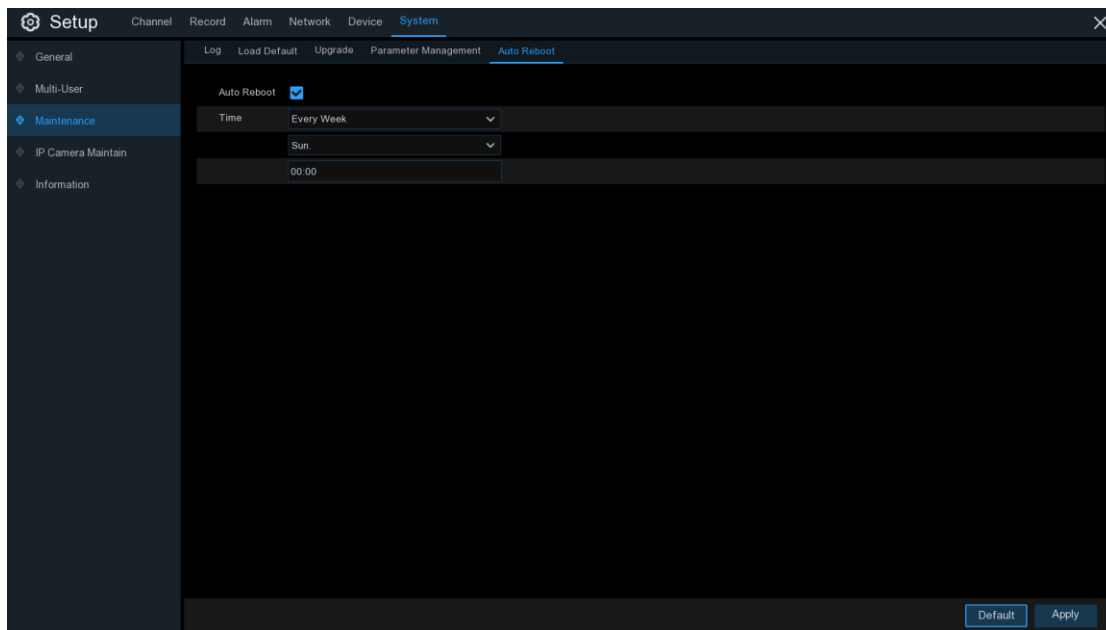 Setup Channel Record Alarm Network Device System
Log Load Default Upgrade Parameter Management Auto Reboot
General
Multi-User
Maintenance
IP Camera Maintain
Information
Auto Reboot
Time Every Week
Sun.
00:00
Default Apply